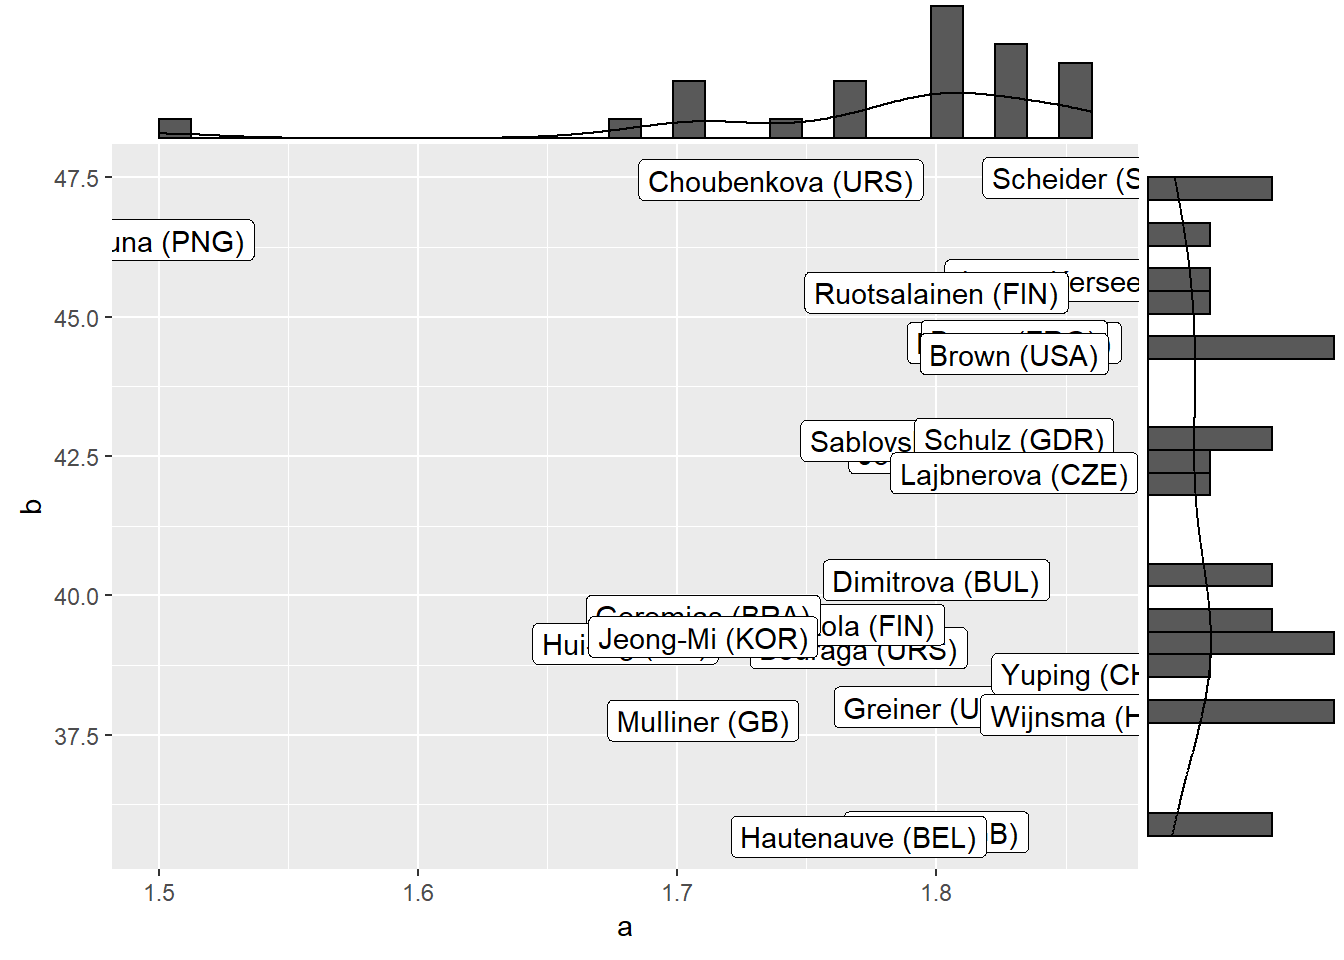 Choubenkova (URS)
Scheider (S
47.5
una (PNG)
ersee
Ruotsalainen (FIN)
45.0
Brown (USA)
Sablovs
Schulz (GDR)
42.5
Lajbnerova (CZE)
b
Dimitrova (BUL)
40.0
ola (FIN)
Hui
Jeong-Mi (KOR)
Yuping (CH
Greiner (U
Mulliner (GB)
Wijnsma (H
37.5
Hautenauve (BEL)
B)
1.5
1.6
1.7
1.8
a